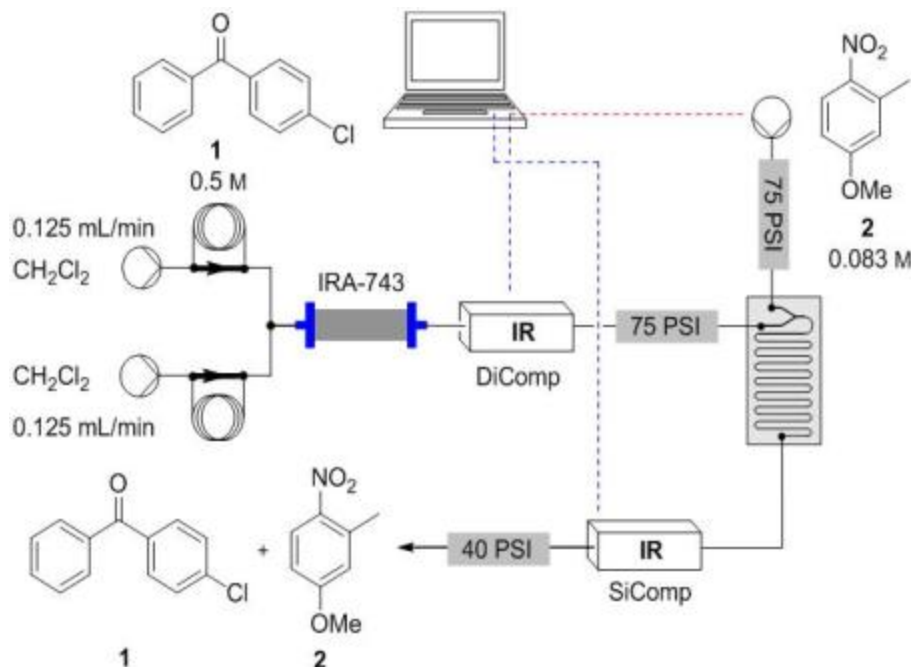 O
Cl
1
0.5 M
0.125 mL/min
CH₂Cl₂
IRA-743
CH₂Cl₂
0.125 mL/min
IR
DiComp
75 PSI
75 PSI
NO₂
OMe
2
0.083 M
O
Cl
1
+
NO₂
OMe
2
40 PSI
IR
SiComp